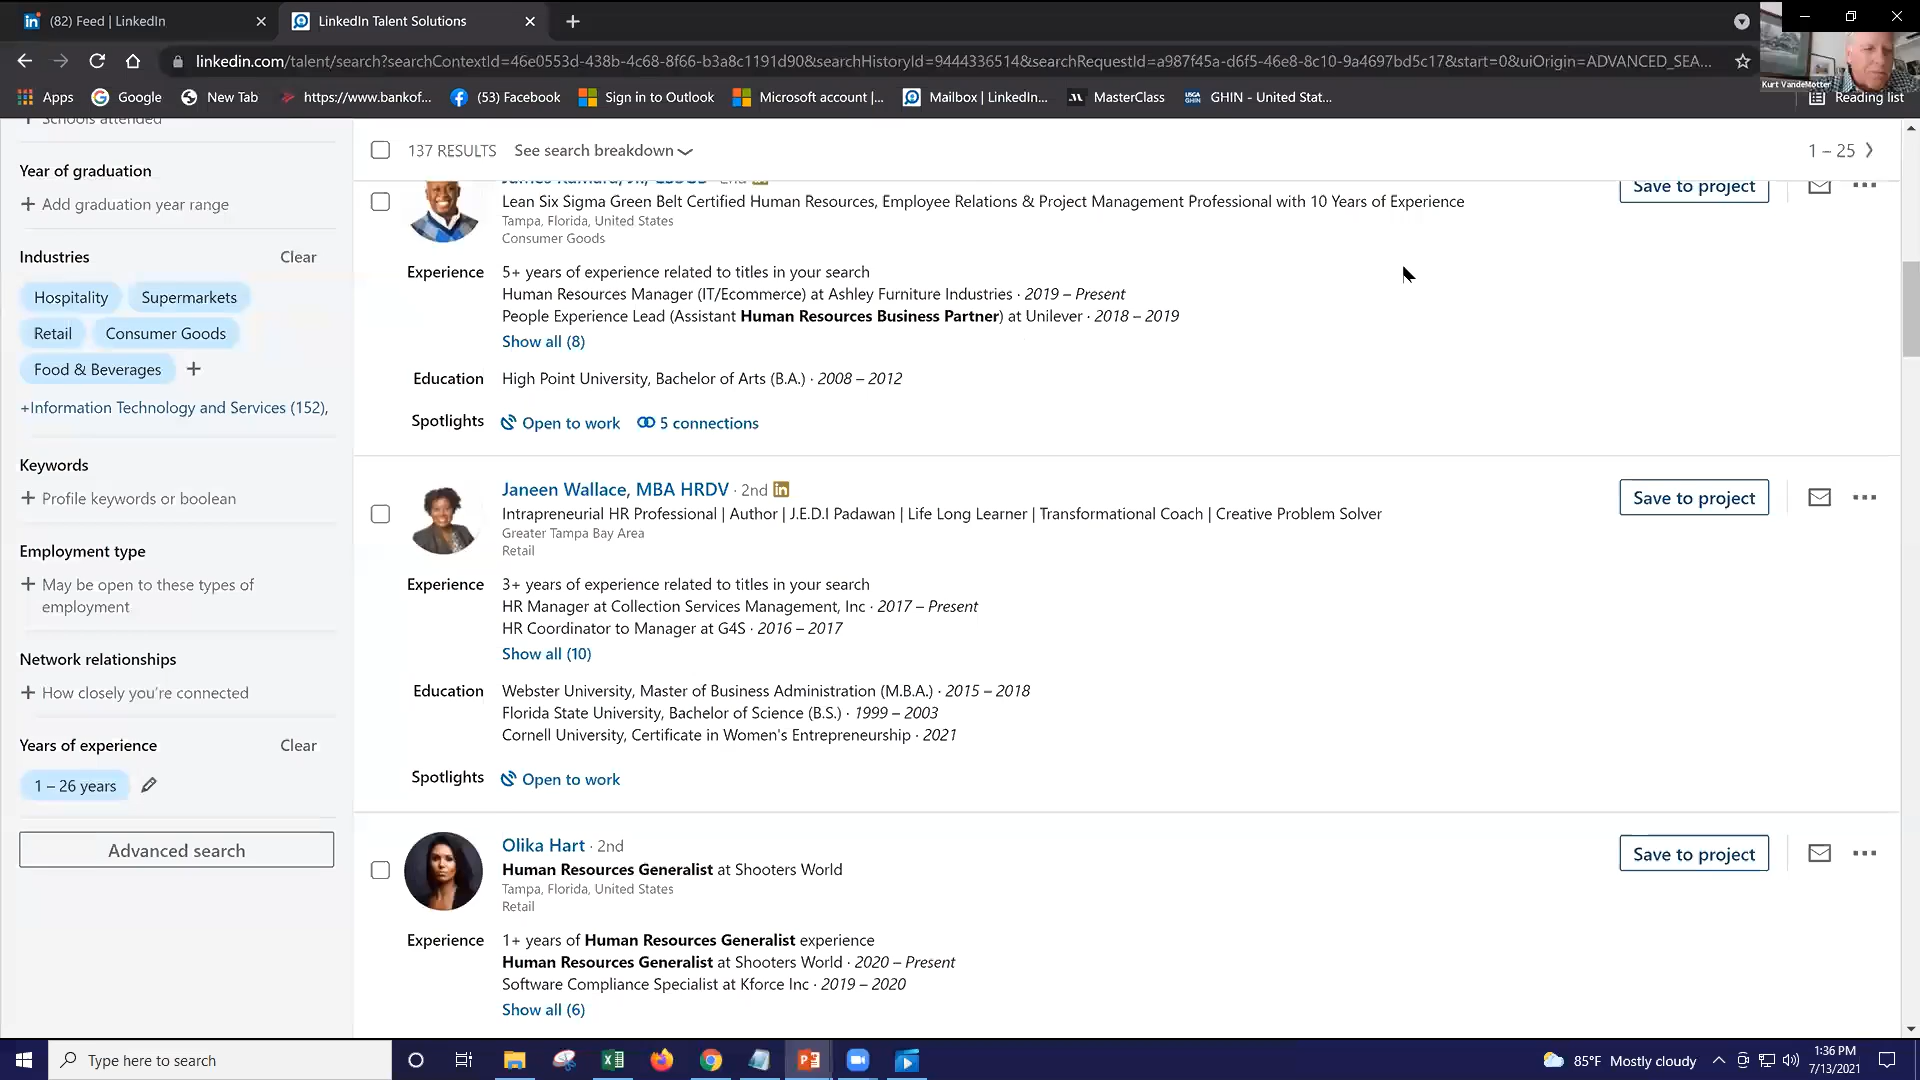 (82) Feed | LinkedIn
LinkedIn Talent Solutions
linkedin.com/talent/search?searchContextId=46e0553d-438b-4c68-8f66-b3a8c1191d90&searchHistoryId=9444336514&searchRequestId=a987f45a-d6f5-46e8-8c10-9a4697bd5c17&start=0&uiOrigin=ADVANCED_SEA...
Kurt VandeMotter
Apps Google New Tab https://www.bankof... (53) Facebook Sign in to Outlook Microsoft account |... Mailbox | LinkedIn... MasterClass GHIN - United Stat... Reading list
Schools attended
Year of graduation
Add graduation year range
Industries Clear
Hospitality Supermarkets
Retail Consumer Goods
Food & Beverages
+Information Technology and Services (152),
Keywords
Profile keywords or boolean
Employment type
May be open to these types of
employment
Network relationships
How closely you're connected
Years of experience Clear
1 – 26 years
Advanced search
137 RESULTS See search breakdown 1 – 25
Save to project
Lean Six Sigma Green Belt Certified Human Resources, Employee Relations & Project Management Professional with 10 Years of Experience
Tampa, Florida, United States
Consumer Goods
Experience 5+ years of experience related to titles in your search
Human Resources Manager (IT/Ecommerce) at Ashley Furniture Industries · 2019 – Present
People Experience Lead (Assistant Human Resources Business Partner) at Unilever · 2018 – 2019
Show all (8)
Education High Point University, Bachelor of Arts (B.A.) · 2008 – 2012
Spotlights Open to work 5 connections
Janeen Wallace, MBA HRDV · 2nd in Save to project
Intrapreneurial HR Professional | Author | J.E.D.I Padawan | Life Long Learner | Transformational Coach | Creative Problem Solver
Greater Tampa Bay Area
Retail
Experience 3+ years of experience related to titles in your search
HR Manager at Collection Services Management, Inc · 2017 – Present
HR Coordinator to Manager at G4S · 2016 – 2017
Show all (10)
Education Webster University, Master of Business Administration (M.B.A.) · 2015 – 2018
Florida State University, Bachelor of Science (B.S.) · 1999 – 2003
Cornell University, Certificate in Women's Entrepreneurship · 2021
Spotlights Open to work
Olika Hart · 2nd Save to project
Human Resources Generalist at Shooters World
Tampa, Florida, United States
Retail
Experience 1+ years of Human Resources Generalist experience
Human Resources Generalist at Shooters World · 2020 – Present
Software Compliance Specialist at Kforce Inc · 2019 – 2020
Show all (6)
Type here to search
85°F Mostly cloudy
1:36 PM
7/13/2021